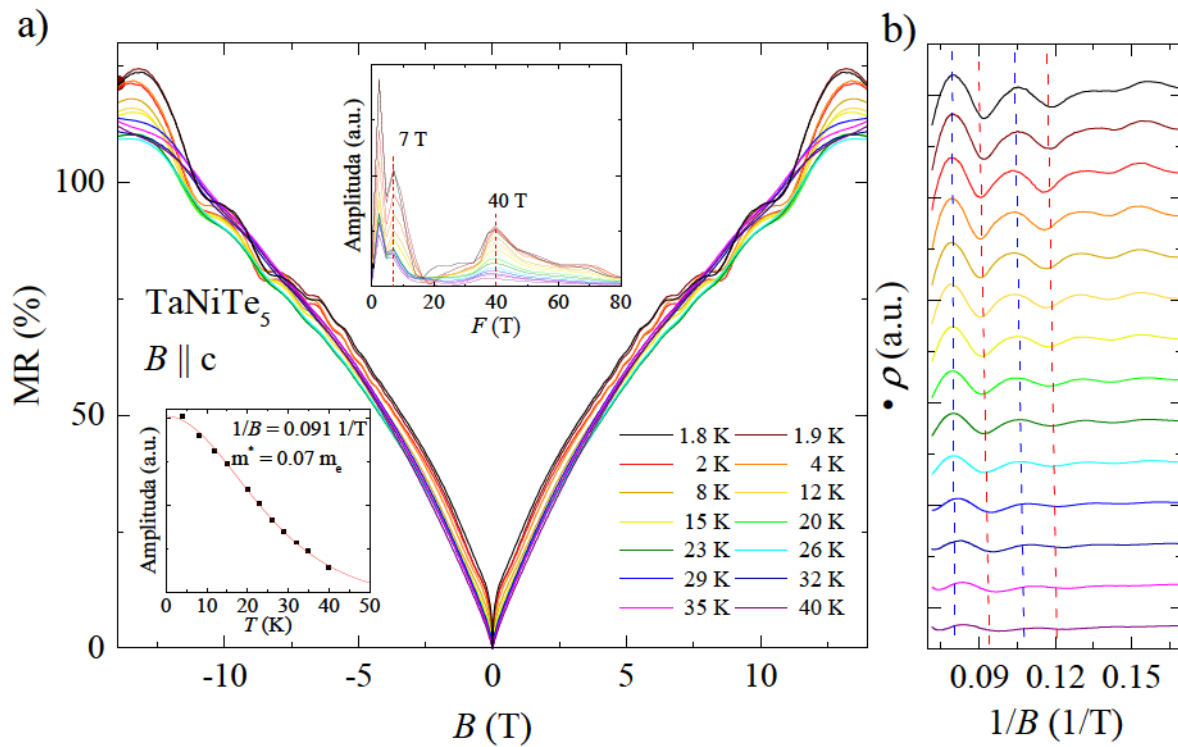 a)
MR (%)
100
50
0
-10
-5
0
5
10
B (T)
TaNiTe5
B || c
Amplituda (a.u.)
7 T
40 T
0
20
40
60
80
F (T)
Amplituda (a.u.)
1/B = 0.091 1/T
m* = 0.07 me
0
10
20
30
40
50
T (K)
1.8 K 1.9 K
2 K 4 K
8 K 12 K
15 K 20 K
23 K 26 K
29 K 32 K
35 K 40 K
b)
• ρ (a.u.)
0.09
0.12
0.15
1/B (1/T)